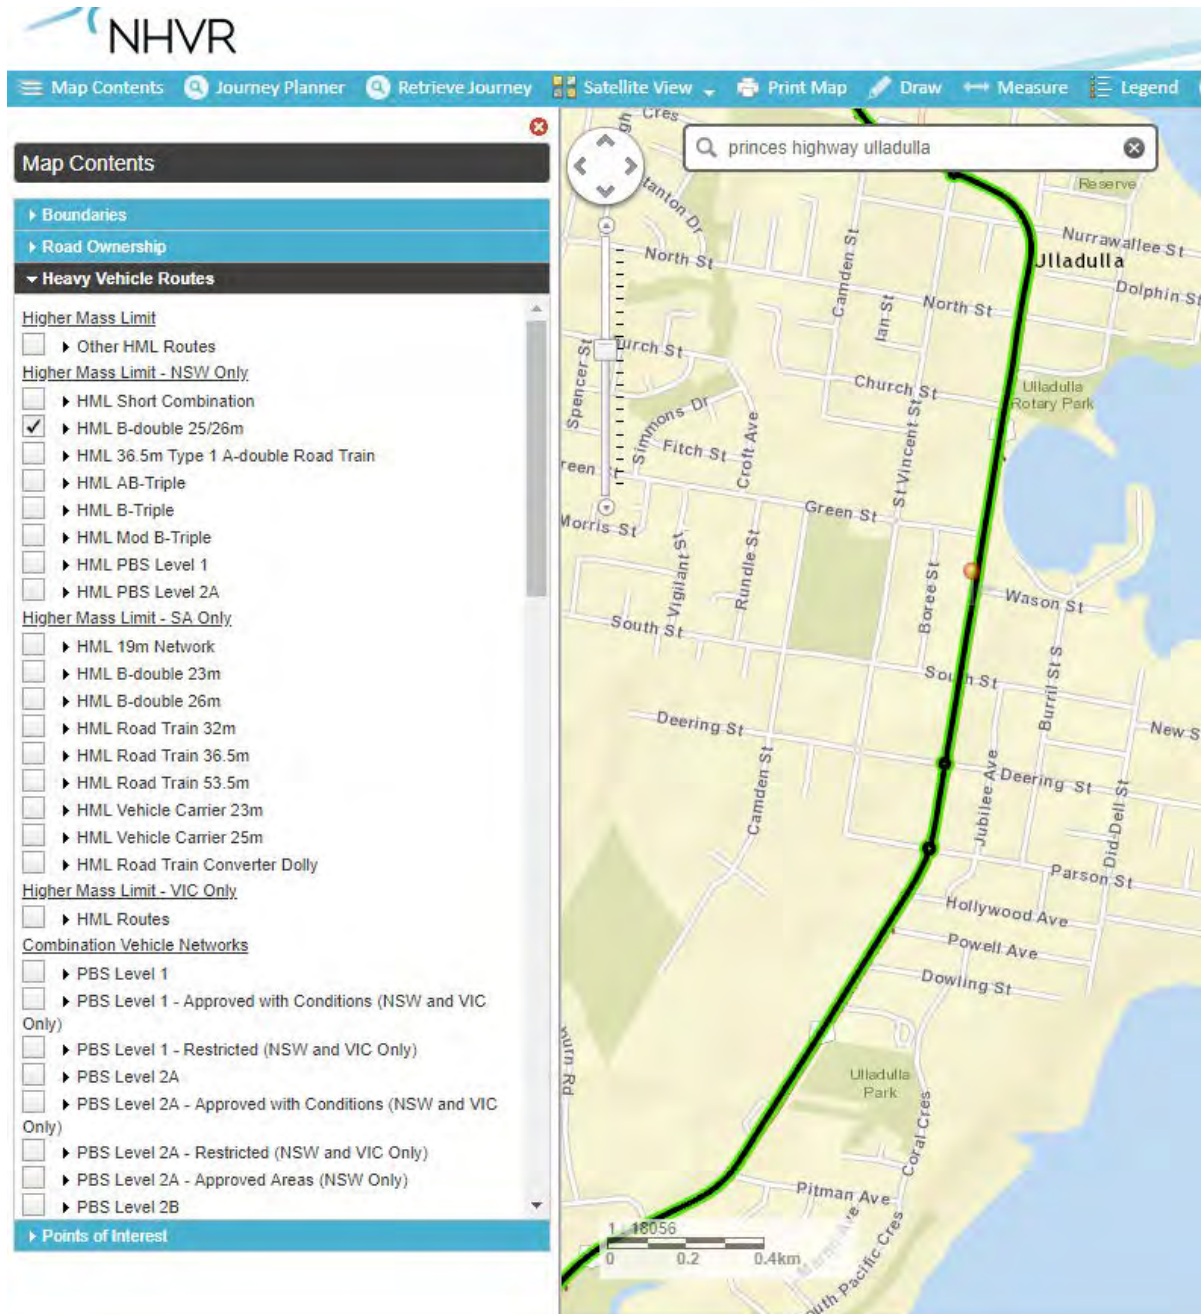 NHVR
Map Contents Journey Planner Retrieve Journey Satellite View Print Map Draw Measure Legend
Map Contents
Boundaries
Road Ownership
Heavy Vehicle Routes
Higher Mass Limit
Other HML Routes
Higher Mass Limit - NSW Only
HML Short Combination
HML B-double 25/26m
HML 36.5m Type 1 A-double Road Train
HML AB-Triple
HML B-Triple
HML Mod B-Triple
HML PBS Level 1
HML PBS Level 2A
Higher Mass Limit - SA Only
HML 19m Network
HML B-double 23m
HML B-double 26m
HML Road Train 32m
HML Road Train 36.5m
HML Road Train 53.5m
HML Vehicle Carrier 23m
HML Vehicle Carrier 25m
HML Road Train Converter Dolly
Higher Mass Limit - VIC Only
HML Routes
Combination Vehicle Networks
PBS Level 1
PBS Level 1 - Approved with Conditions (NSW and VIC
Only)
PBS Level 1 - Restricted (NSW and VIC Only)
PBS Level 2A
PBS Level 2A - Approved with Conditions (NSW and VIC
Only)
PBS Level 2A - Restricted (NSW and VIC Only)
PBS Level 2A - Approved Areas (NSW Only)
PBS Level 2B
Points of Interest
princes highway ulladulla
Cres
Reserve
tanton Dr
Camden St
Nurrawallee St
North St
Ulladulla
Dolphin St
Ian St
North St
Spencer St
urch St
Church St
Ulladulla
Rotary Park
Simmons Dr
Croft Ave
St Vincent St
Fitch St
reen St
Green St
Morris St
Vigilant St
Rundle St
Boree St
Wason St
South St
South St
Burril St S
Deering St
New S
Camden St
Jubilee Ave
Deering St
Did-Dell St
Parson St
Hollywood Ave
Powell Ave
Dowling St
burn Rd
Ulladulla
Park
Coral Cres
Pitman Ave
1 : 18056
0 0.2 0.4km
Ave
outh Pacific Cres